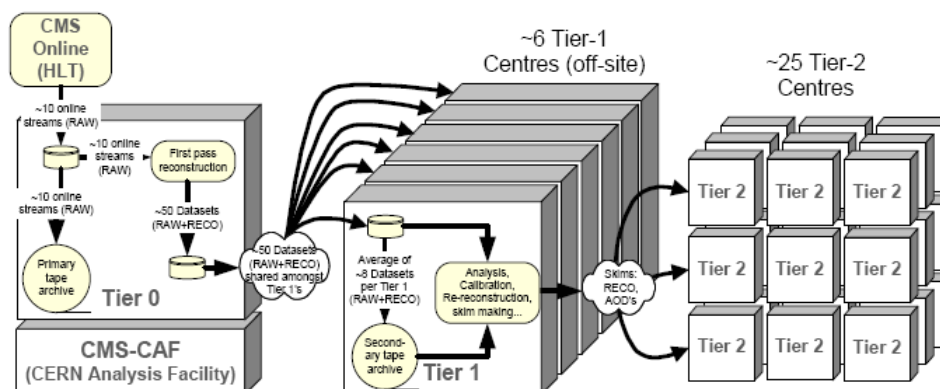 CMS
Online
(HLT)
~10 online
streams (RAW)
~10 online
streams
(RAW)
First pass
reconstruction
~10 online
streams (RAW)
~50 Datasets
(RAW+RECO)
Primary
tape
archive
Tier 0
CMS-CAF
(CERN Analysis Facility)
~50 Datasets
(RAW+RECO)
shared amongst
Tier 1's
~6 Tier-1
Centres (off-site)
Average of
~8 Datasets
per Tier 1
(RAW+RECO)
Second-
ary tape
archive
Analysis,
Calibration,
Re-reconstruction,
skim making...
Tier 1
Skims:
RECO,
AOD's
~25 Tier-2
Centres
Tier 2
Tier 2
Tier 2
Tier 2
Tier 2
Tier 2
Tier 2
Tier 2
Tier 2